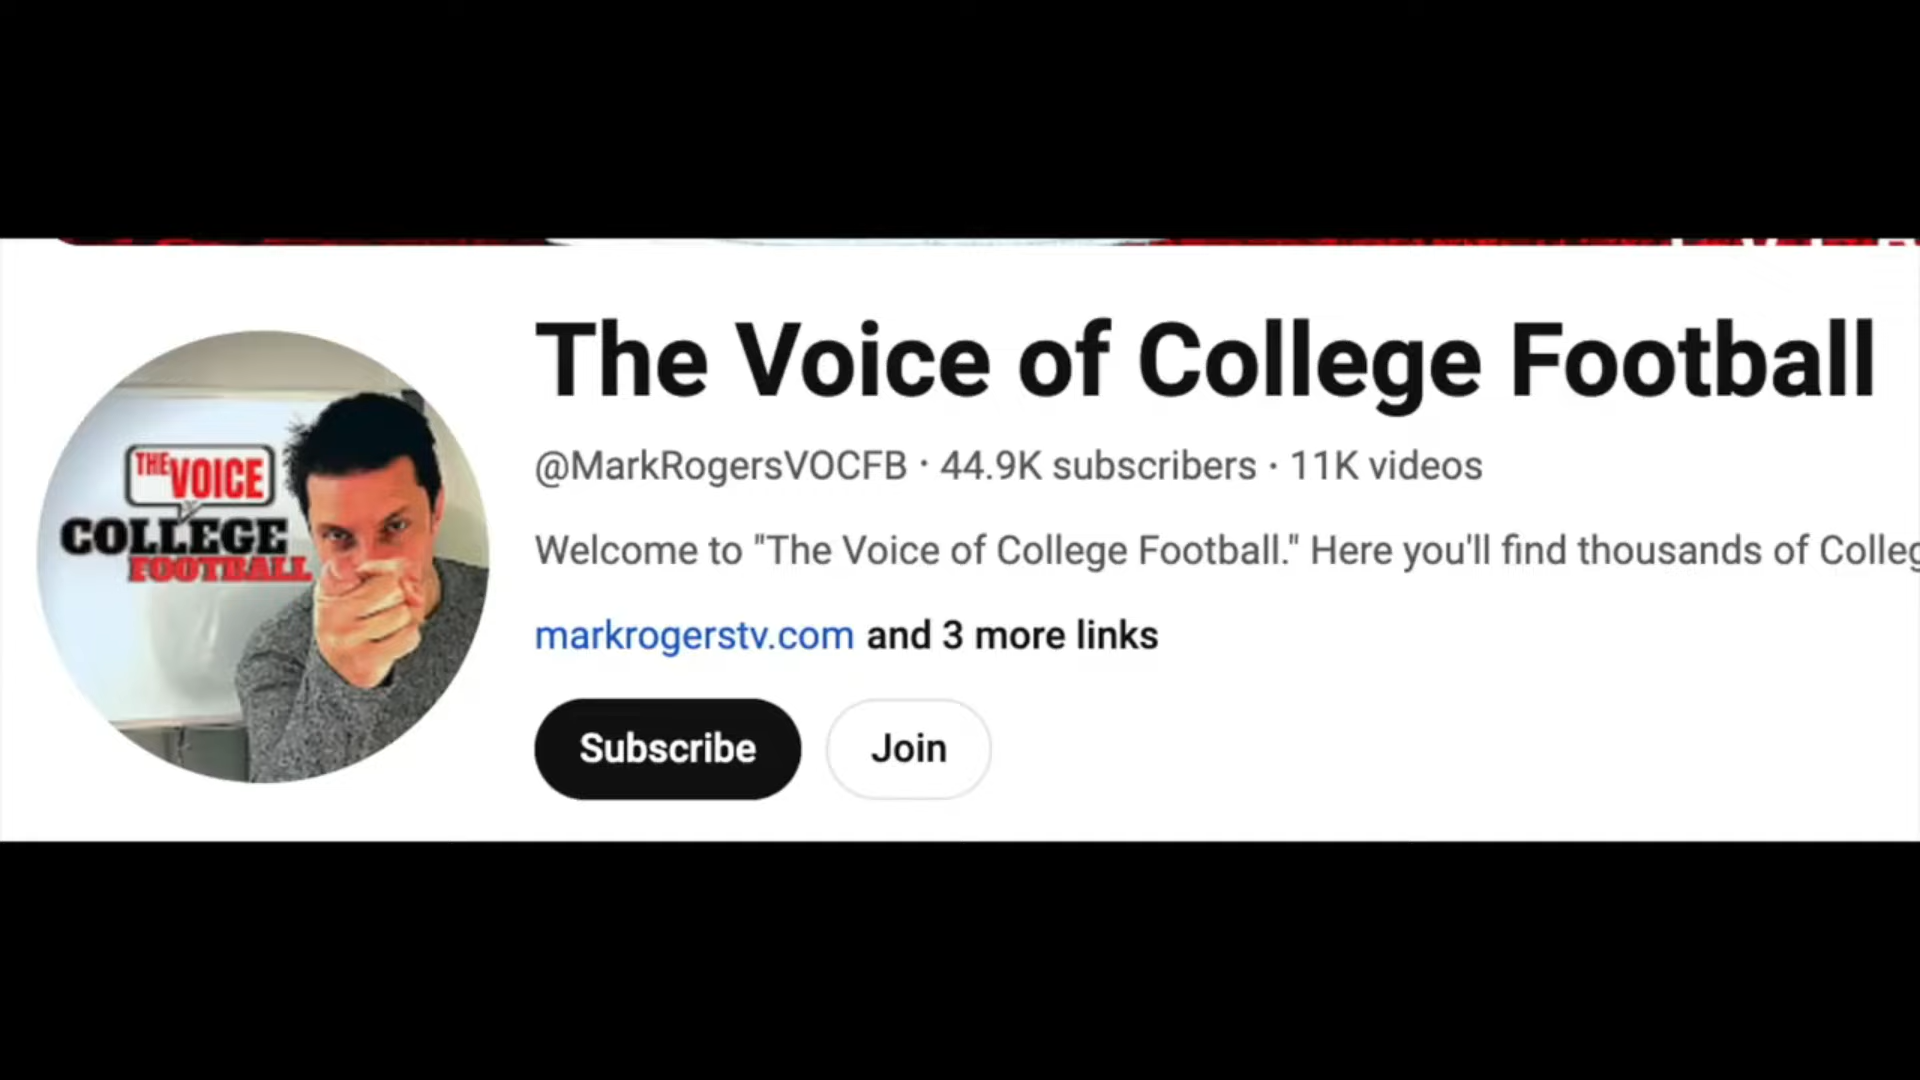 The Voice of College Football
@MarkRogersVOCFB · 44.9K subscribers · 11K videos
Welcome to "The Voice of College Football." Here you'll find thousands of Colleg
markrogerstv.com and 3 more links
Subscribe Join
THE VOICE
COLLEGE
FOOTBALL